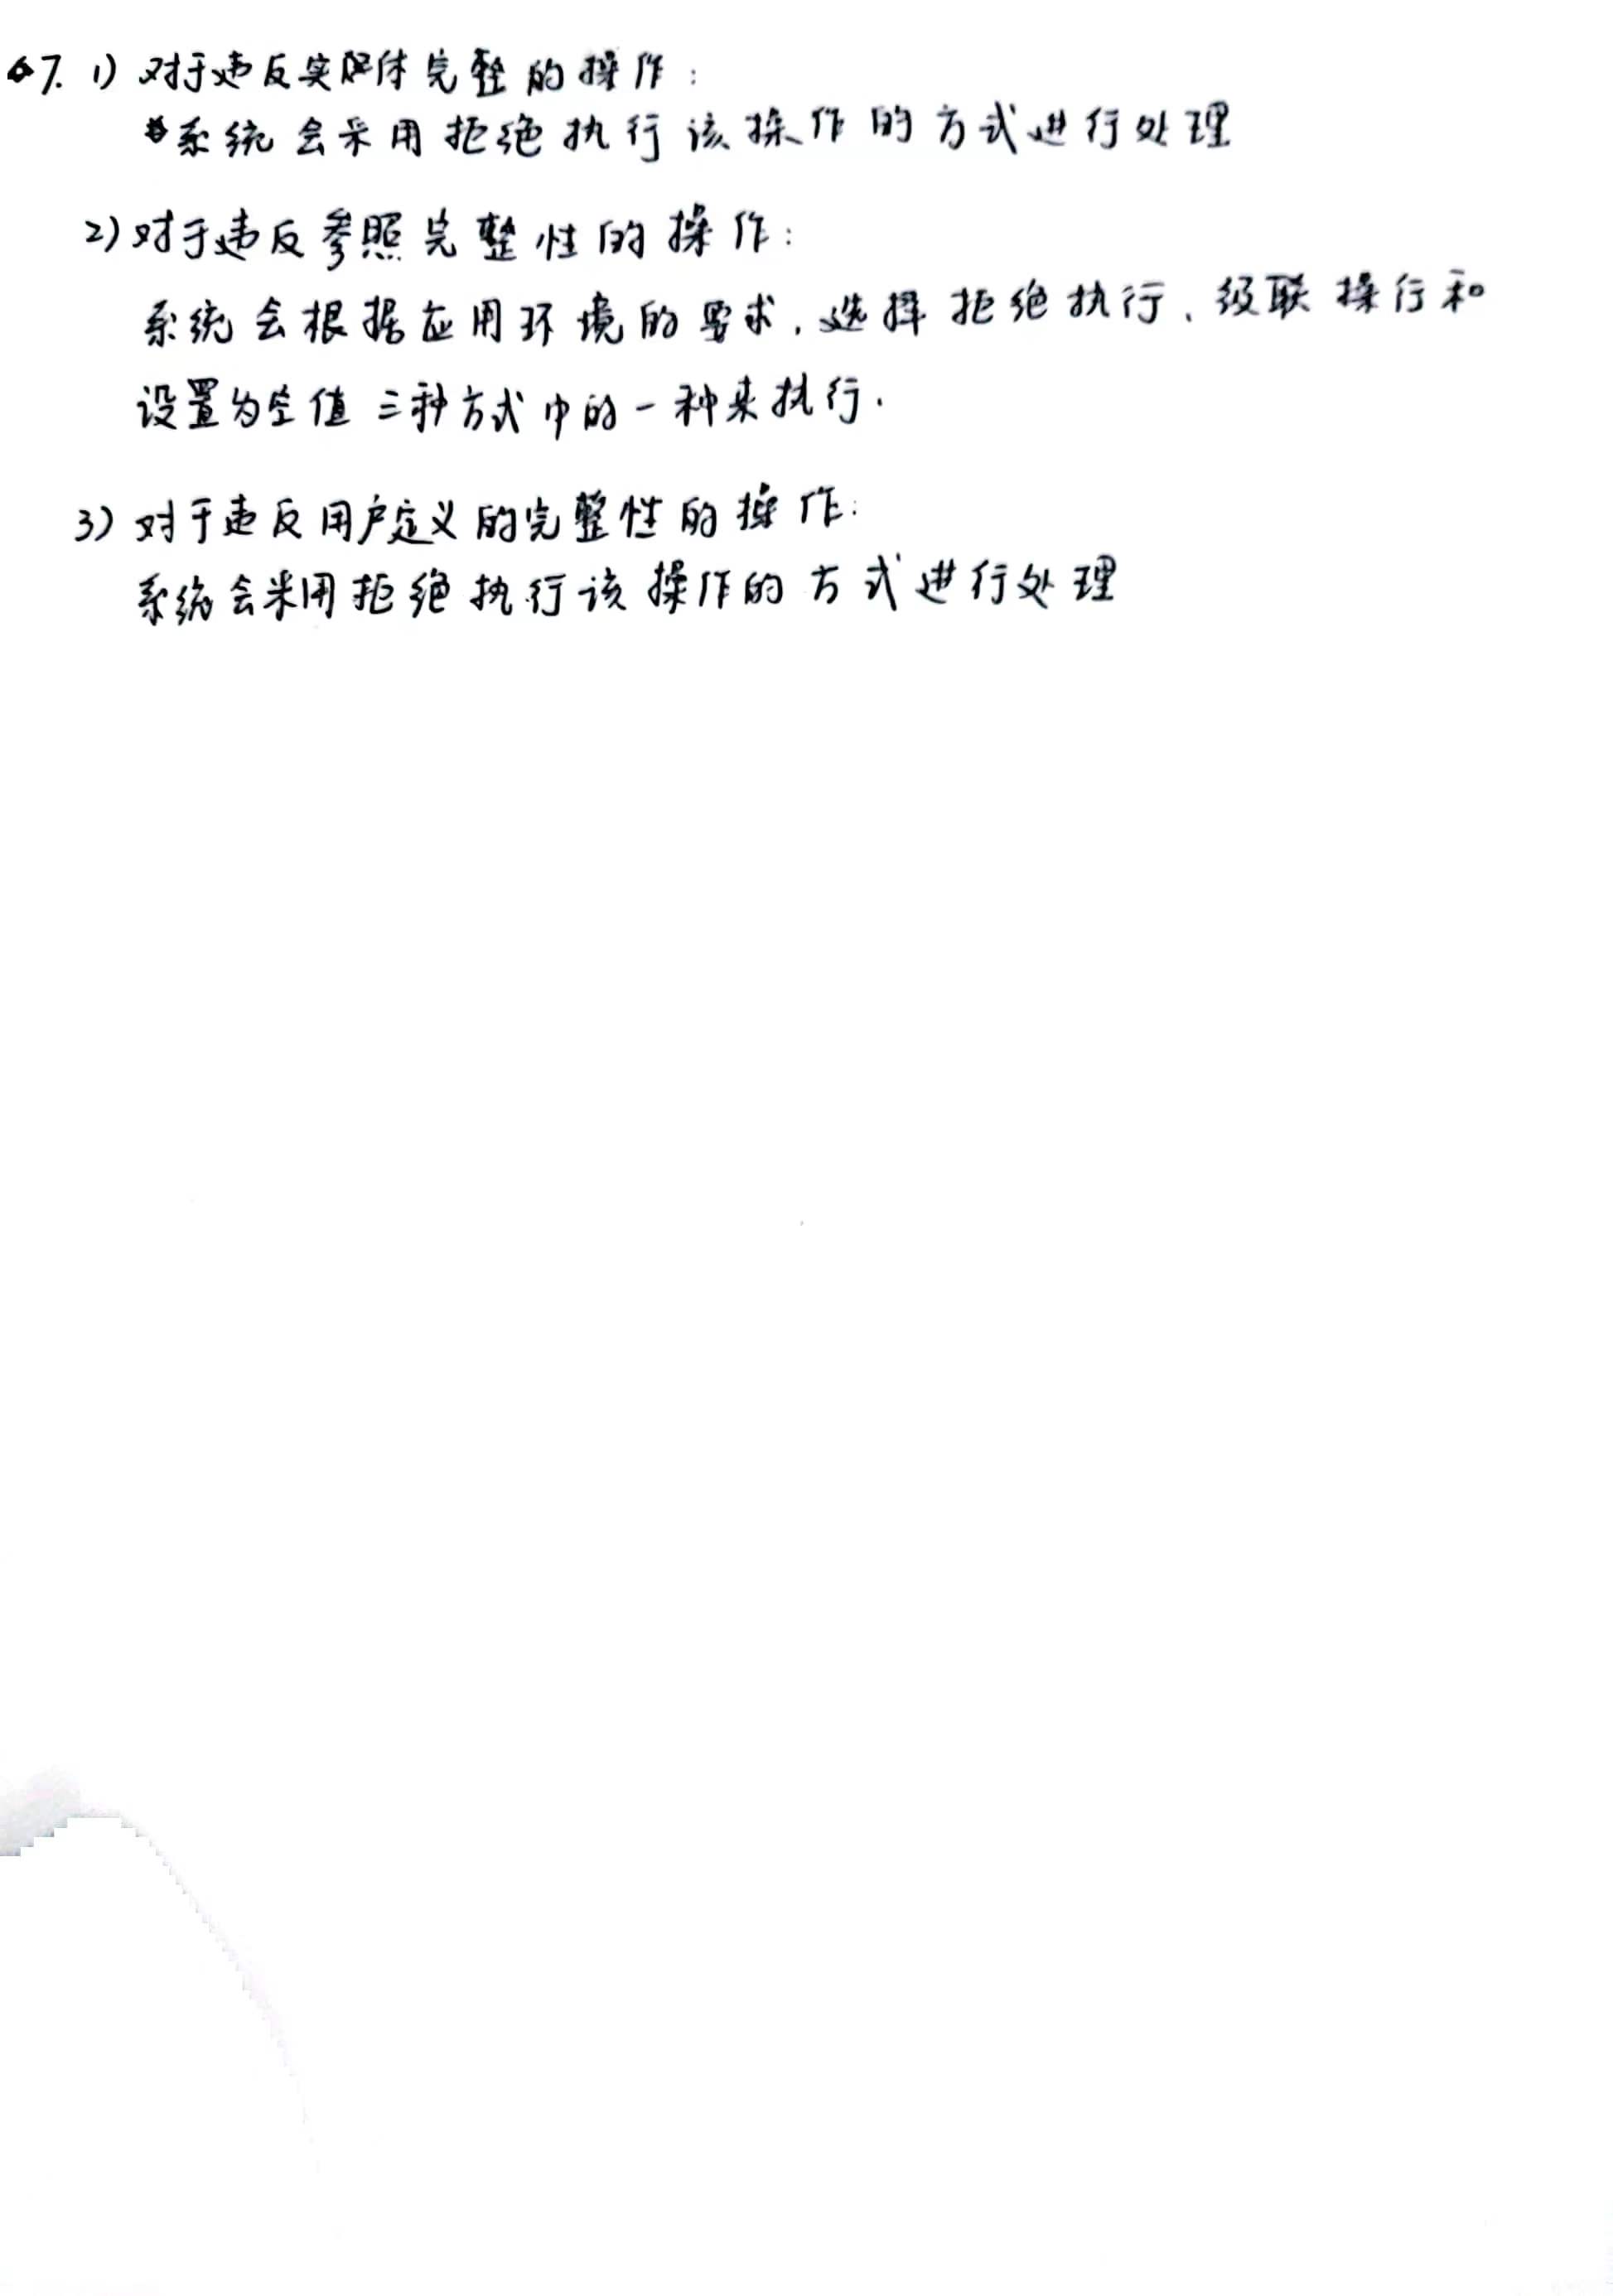 7. 1) 对于违反实体完整的操作:
系统会采用拒绝执行该操作的方式进行处理
2) 对于违反参照完整性的操作:
系统会根据应用环境的要求,选择拒绝执行、级联操行和
设置为空值三种方式中的一种来执行.
3) 对于违反用户定义的完整性的操作:
系统会采用拒绝执行该操作的方式进行处理